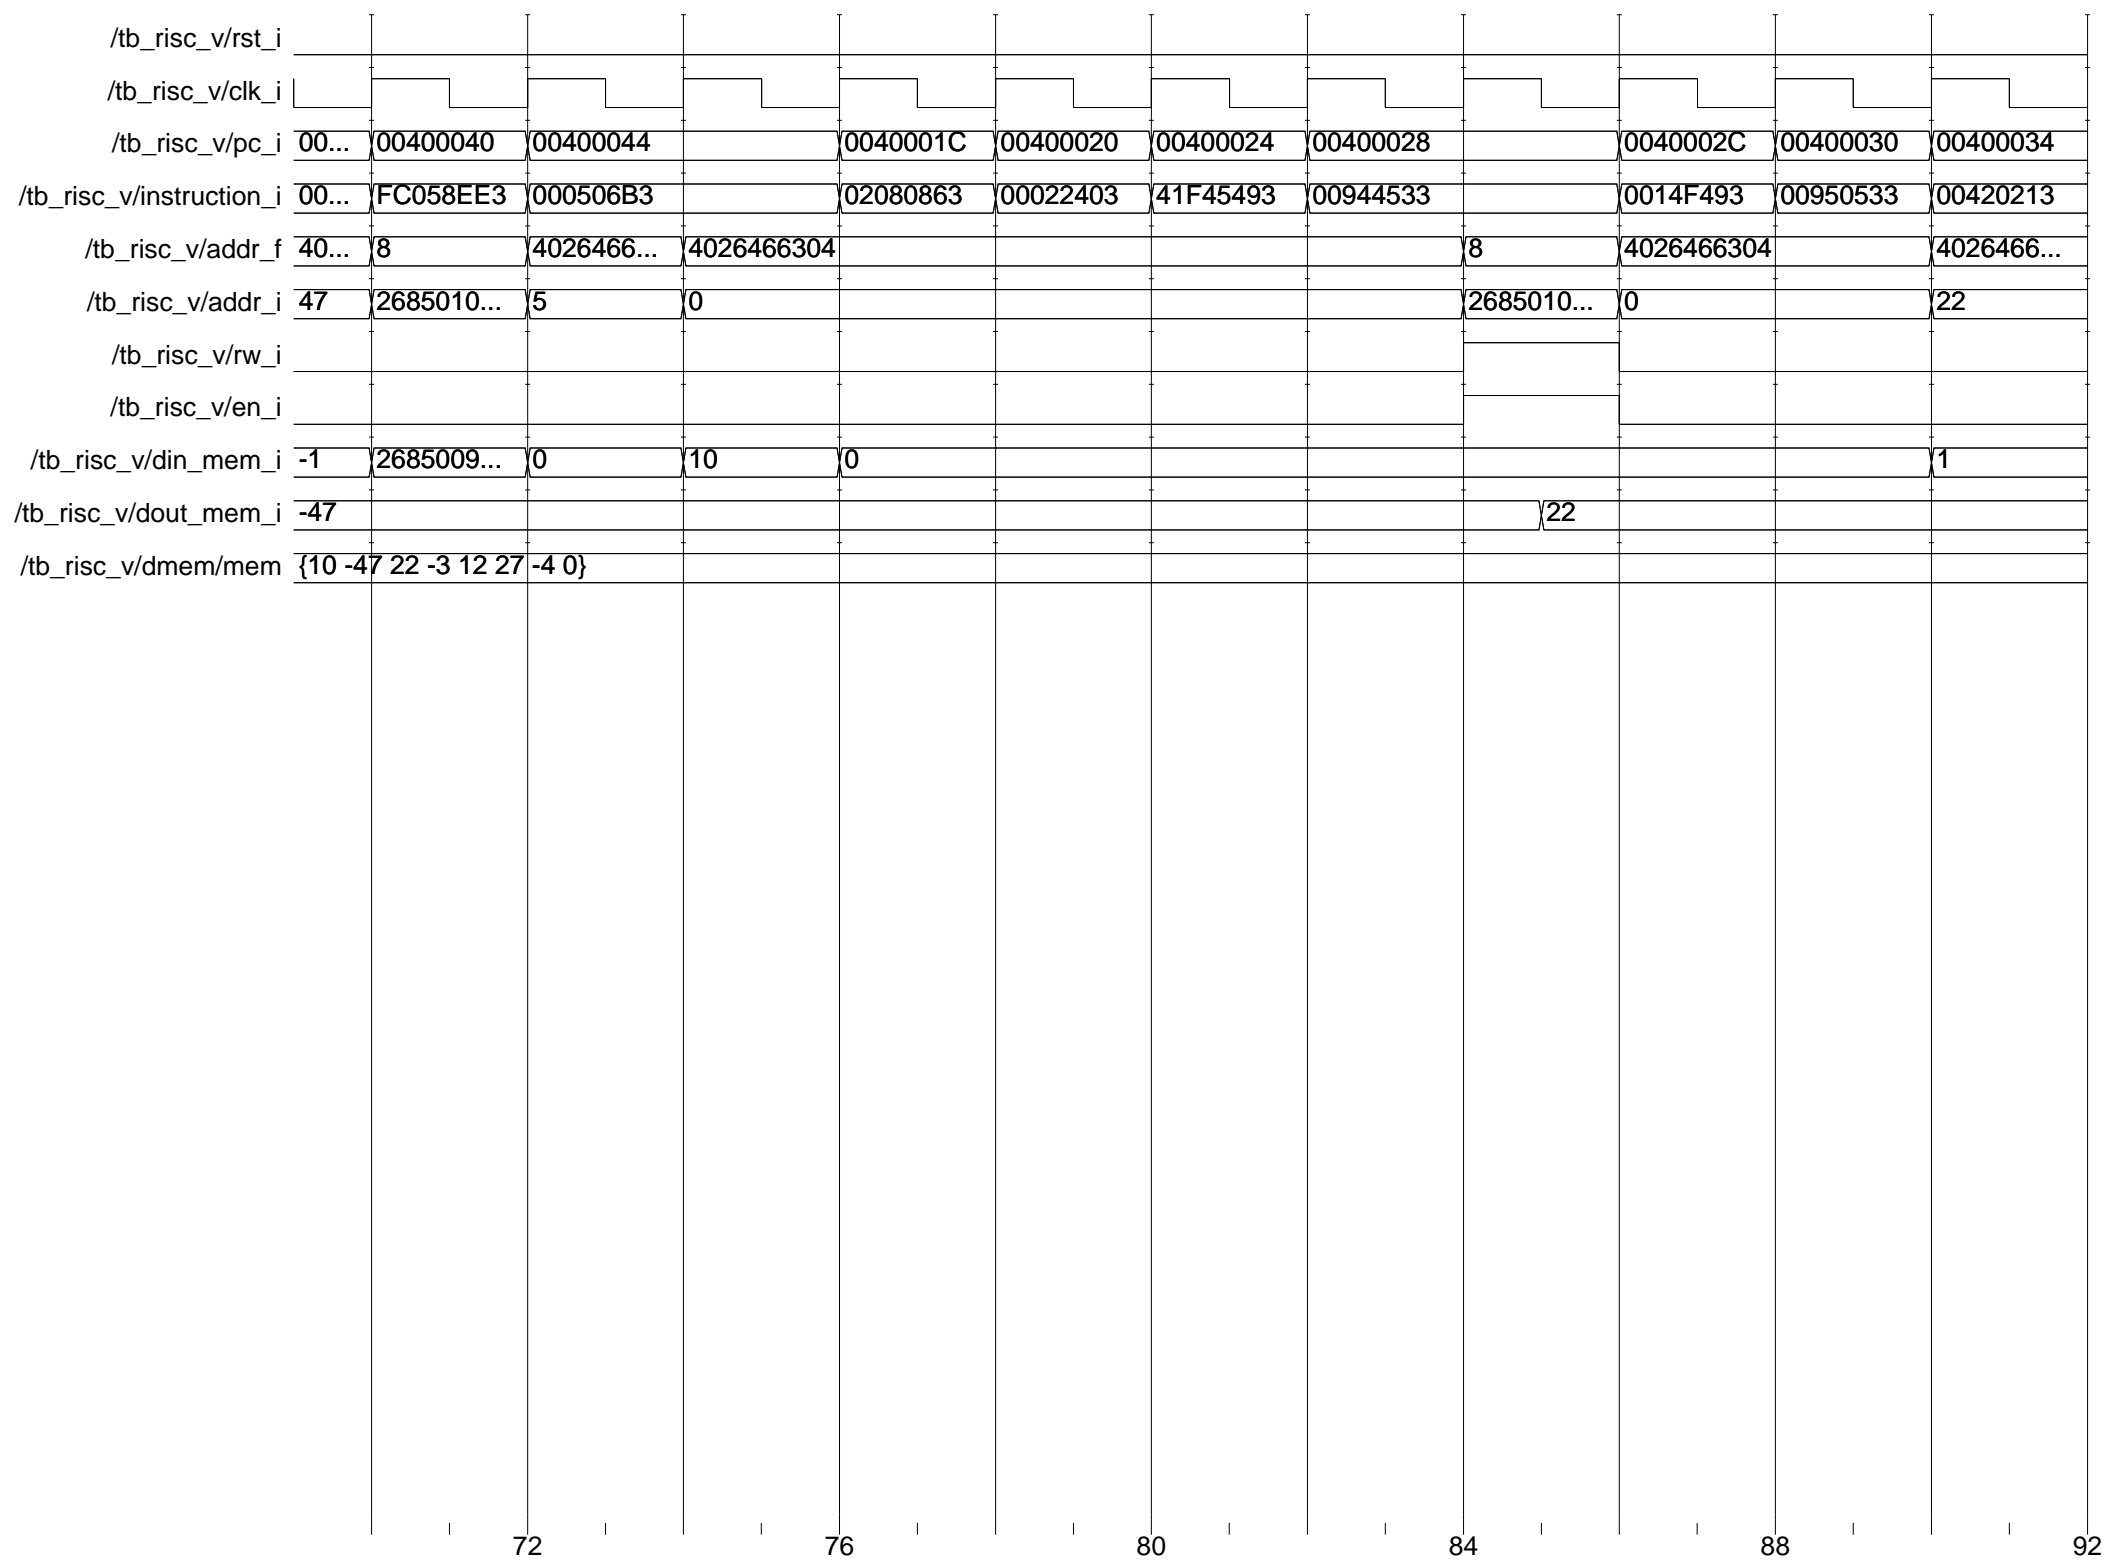 /tb_risc_v/rst_i
/tb_risc_v/clk_i
/tb_risc_v/pc_i 00... 00400040 00400044 0040001C 00400020 00400024 00400028 0040002C 00400030 00400034
/tb_risc_v/instruction_i 00... FC058EE3 000506B3 02080863 00022403 41F45493 00944533 0014F493 00950533 00420213
/tb_risc_v/addr_f 40... 8 4026466... 4026466304 8 4026466304 4026466...
/tb_risc_v/addr_i 47 2685010... 5 0 2685010... 0 22
/tb_risc_v/rw_i
/tb_risc_v/en_i
/tb_risc_v/din_mem_i -1 2685009... 0 10 0 1
/tb_risc_v/dout_mem_i -47 22
/tb_risc_v/dmem/mem {10 -47 22 -3 12 27 -4 0}
72 76 80 84 88 92